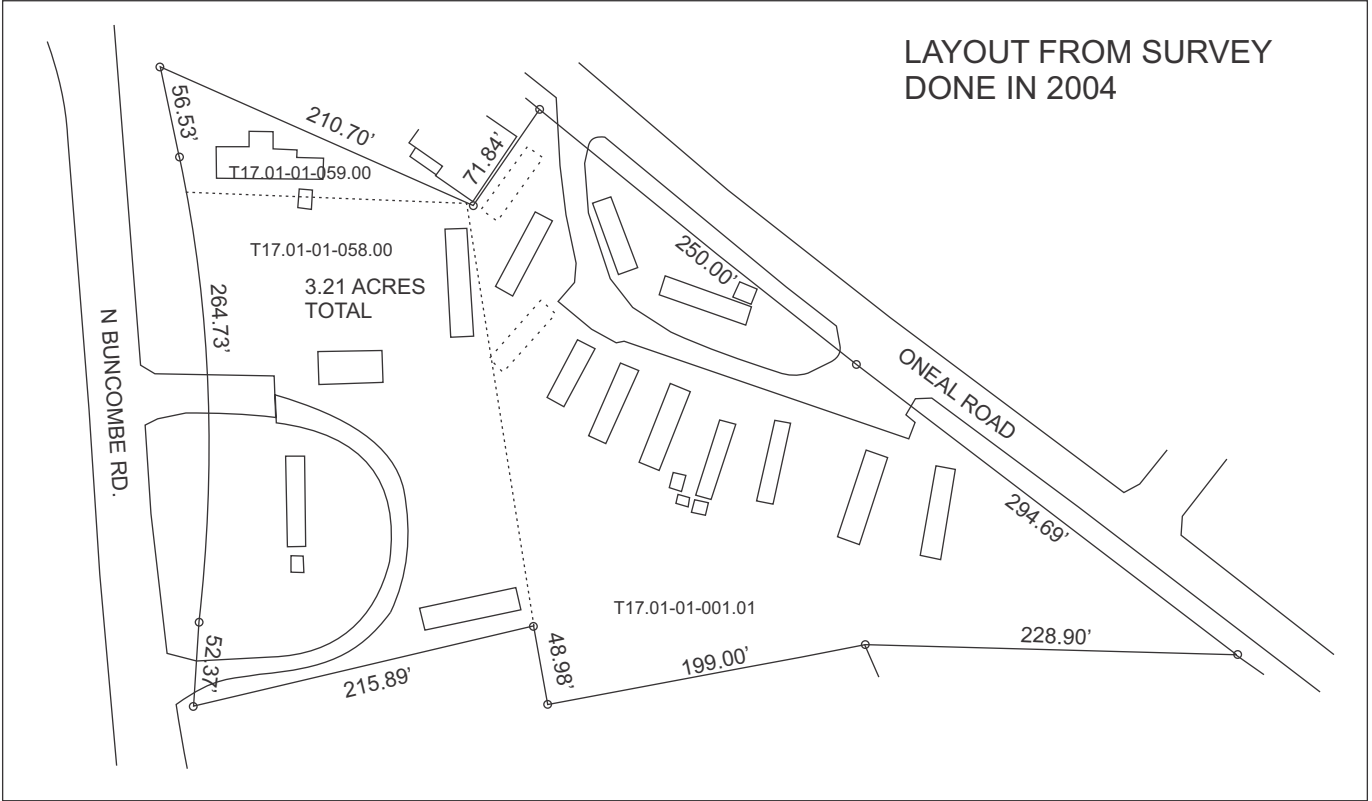 LAYOUT FROM SURVEY
DONE IN 2004
56.53’
210.70’
71.84’
T17.01-01-059.00
T17.01-01-058.00
250.00’
3.21 ACRES
TOTAL
264.73’
N BUNCOMBE RD.
ONEAL ROAD
294.69’
T17.01-01-001.01
52.37’
215.89’
48.98’
199.00’
228.90’